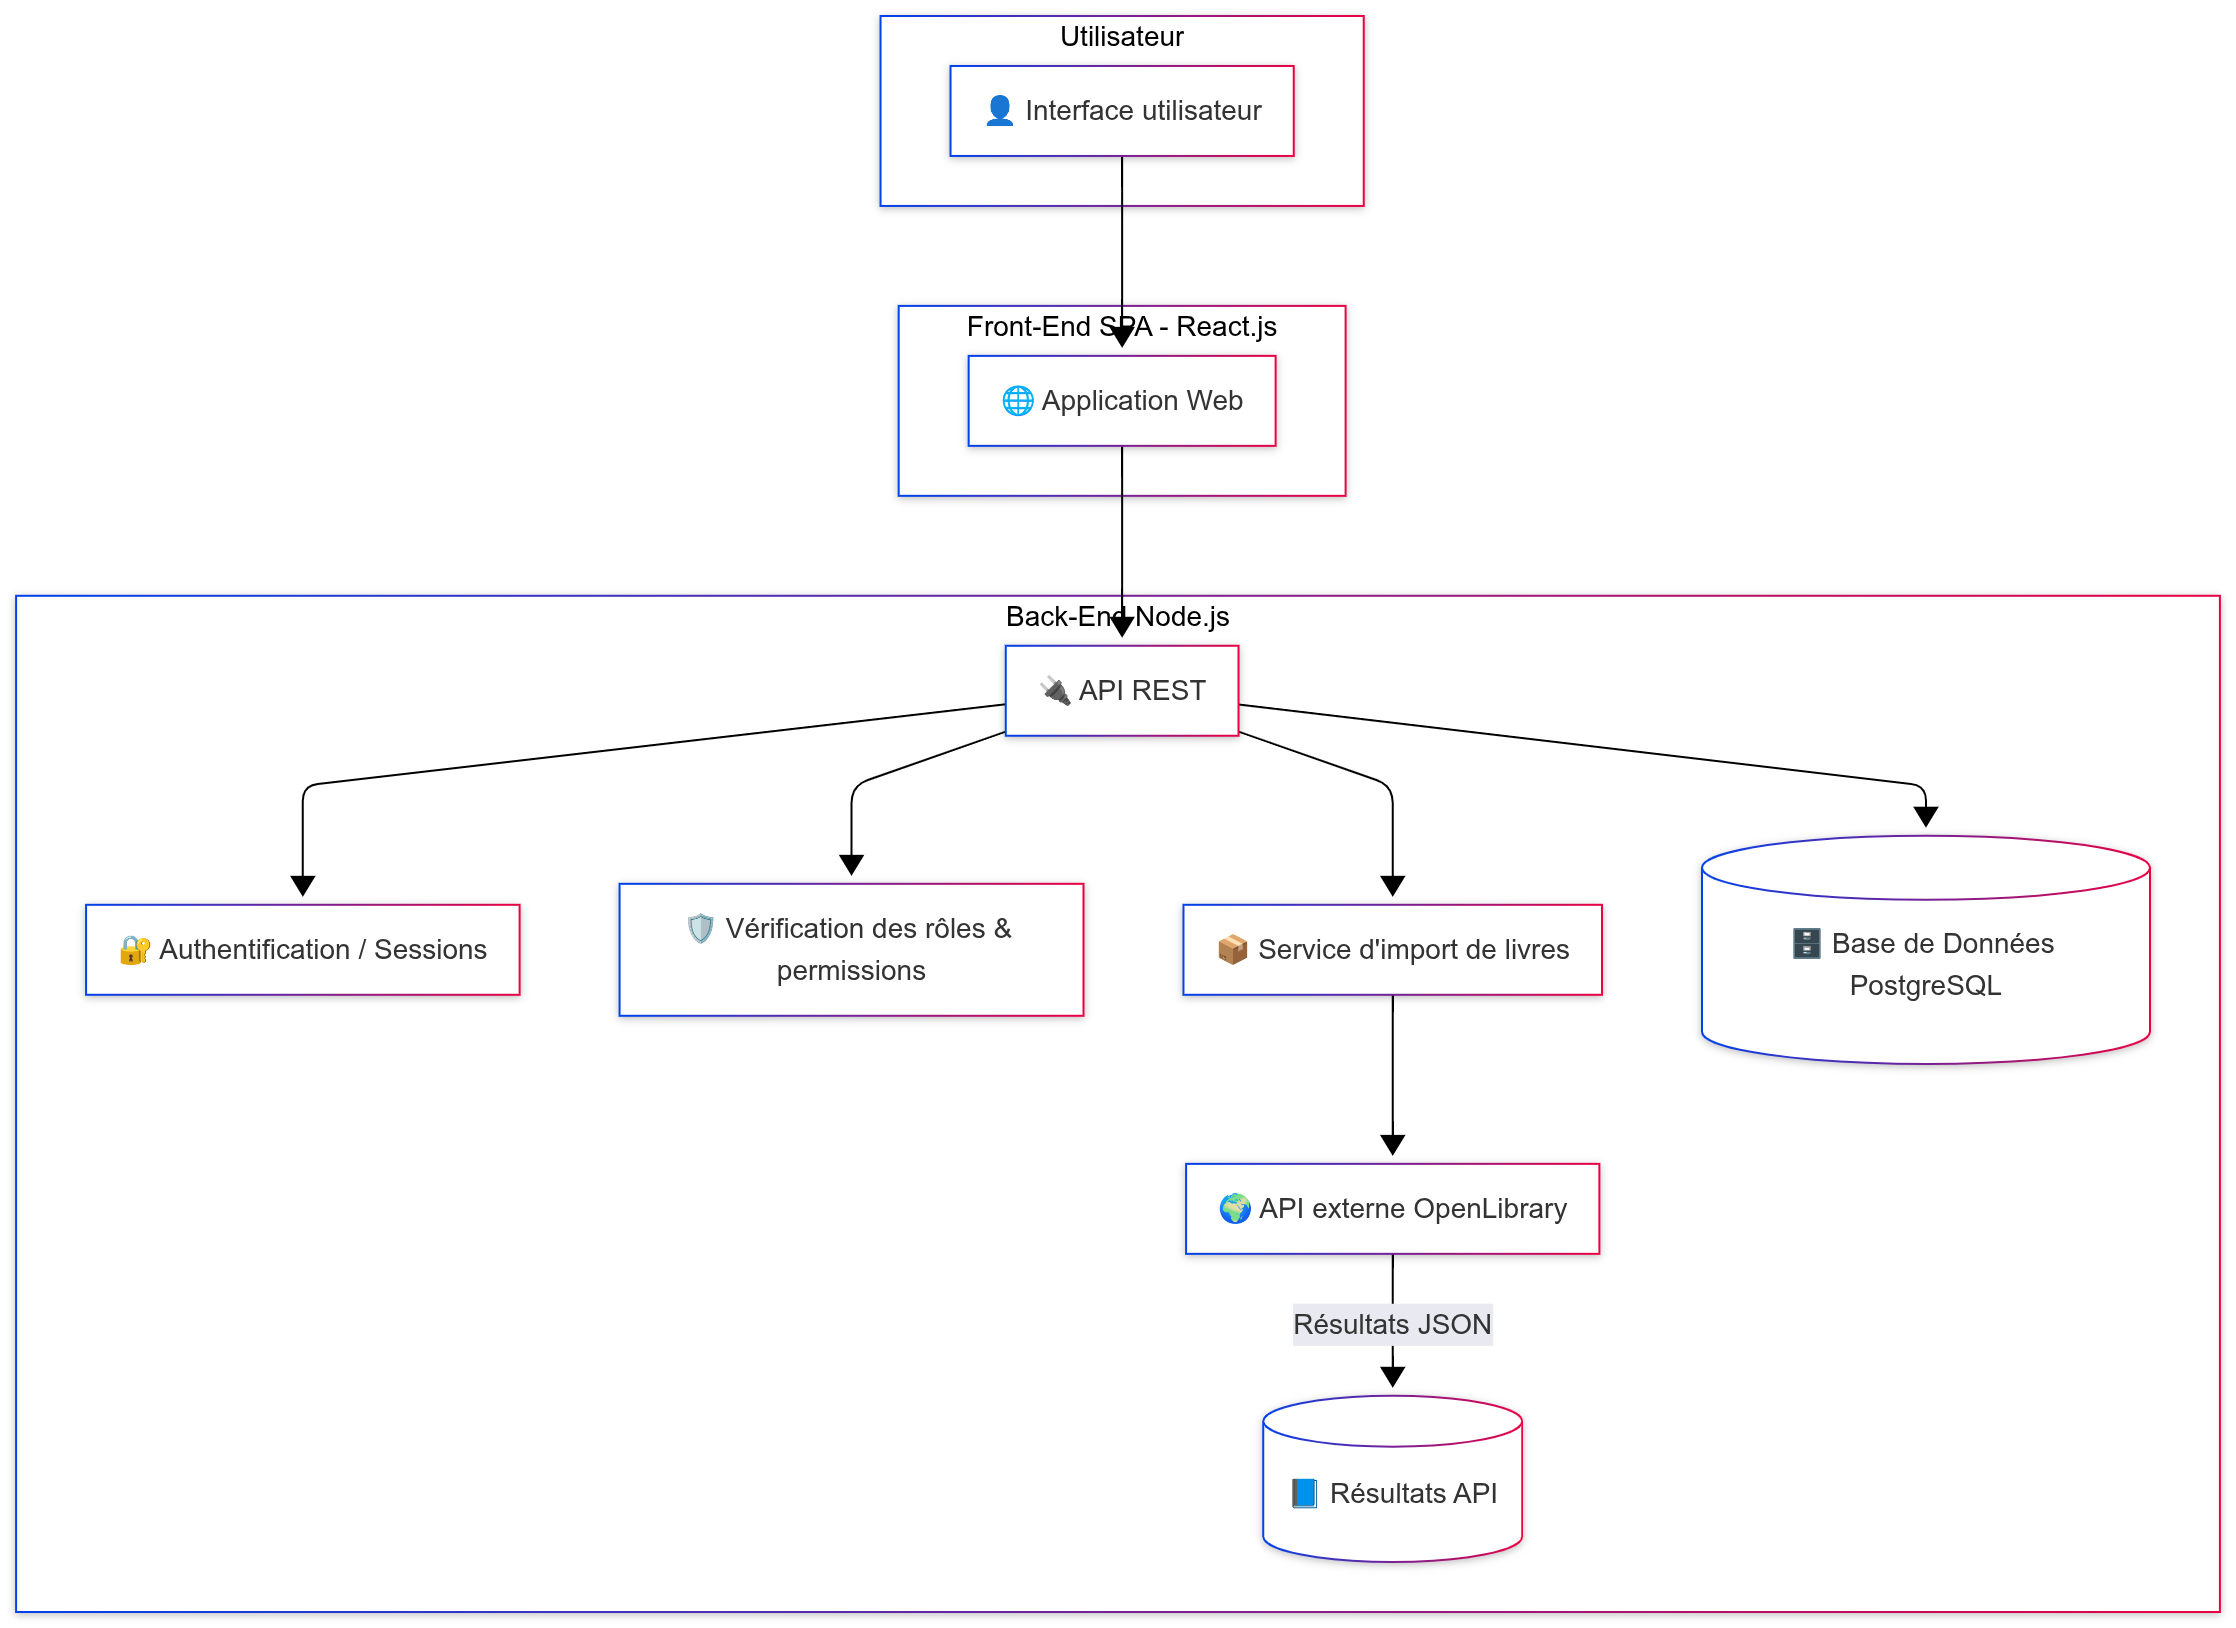 Utilisateur
👤 Interface utilisateur
Front-End SPA - React.js
🌐 Application Web
Back-End Node.js
🔌 API REST
🔐 Authentification / Sessions
🛡️ Vérification des rôles &
permissions
📦 Service d'import de livres
🗄️ Base de Données
PostgreSQL
🌍 API externe OpenLibrary
Résultats JSON
📘 Résultats API